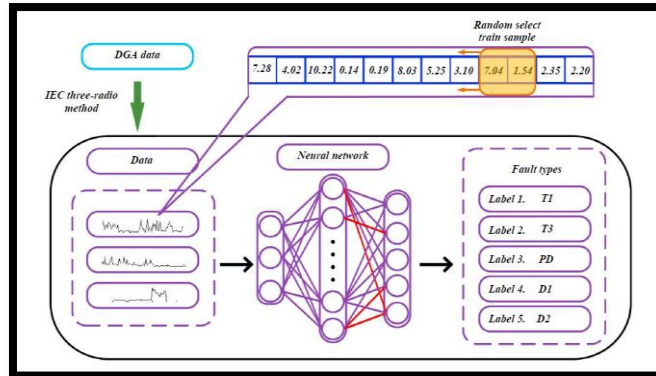 Random select
train sample
DGA data
7.28 4.02 10.22 0.14 0.19 8.03 5.25 3.10 7.04 1.54 2.35 2.20
IEC three-radio
method
Data
Neural network
Fault types
Label 1. T1
Label 2. T3
Label 3. PD
Label 4. D1
Label 5. D2